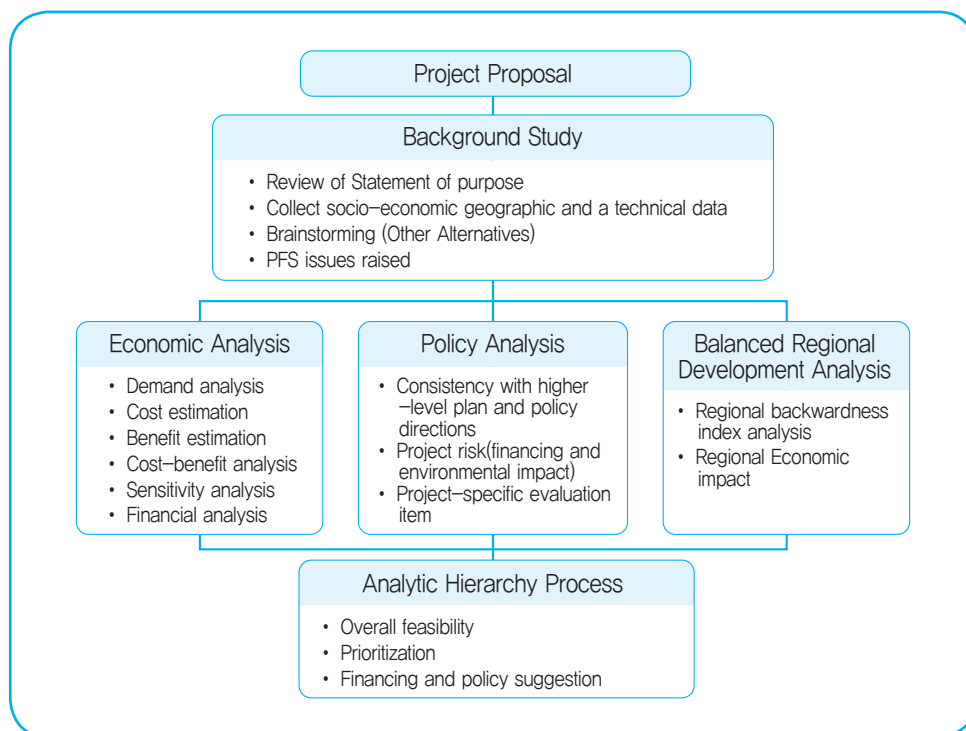 Project Proposal
Background Study
• Review of Statement of purpose
• Collect socio-economic geographic and a technical data
• Brainstorming (Other Alternatives)
• PFS issues raised
Economic Analysis
• Demand analysis
• Cost estimation
• Benefit estimation
• Cost-benefit analysis
• Sensitivity analysis
• Financial analysis
Policy Analysis
• Consistency with higher
-level plan and policy
directions
• Project risk(financing and
environmental impact)
• Project-specific evaluation
item
Balanced Regional
Development Analysis
• Regional backwardness
index analysis
• Regional Economic
impact
Analytic Hierarchy Process
• Overall feasibility
• Prioritization
• Financing and policy suggestion